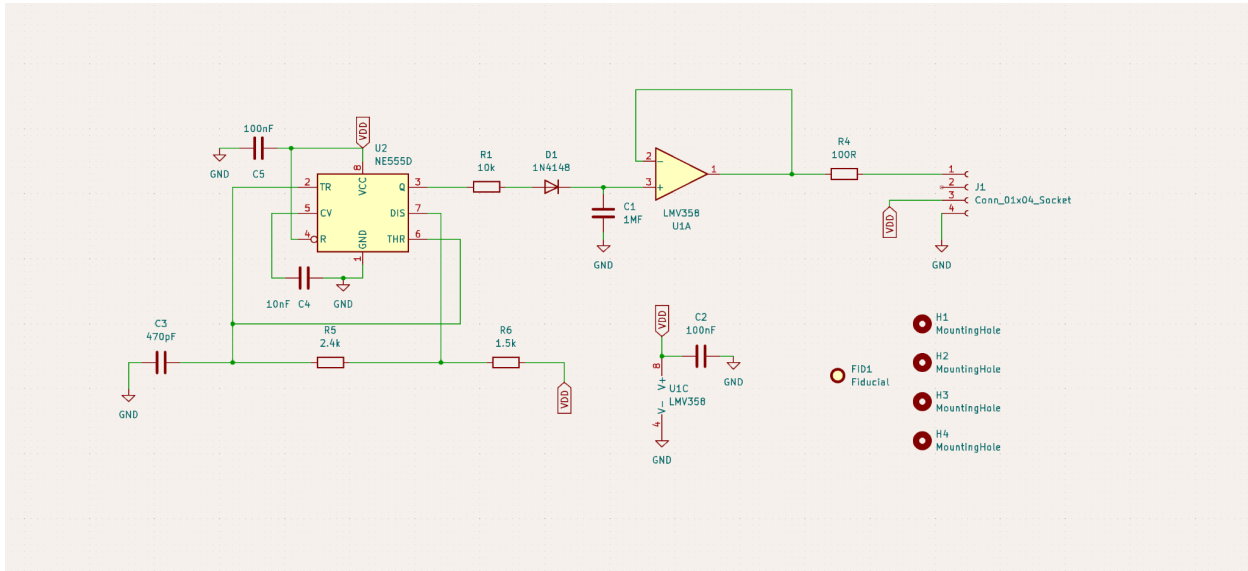 100nF
C5
GND
VDD
U2
NE555D
8
VCC
2
TR
Q
3
5
CV
DIS
7
4
R
GND
THR
6
1
10nF
C4
GND
R1
10k
D1
1N4148
C1
1MF
GND
2
-
3
+
1
LMV358
U1A
R4
100R
1
2
3
4
J1
Conn_01x04_Socket
VDD
GND
C3
470pF
GND
R5
2.4k
R6
1.5k
VDD
VDD
C2
100nF
GND
8
V+
U1C
LMV358
V-
4
GND
FID1
Fiducial
H1
MountingHole
H2
MountingHole
H3
MountingHole
H4
MountingHole